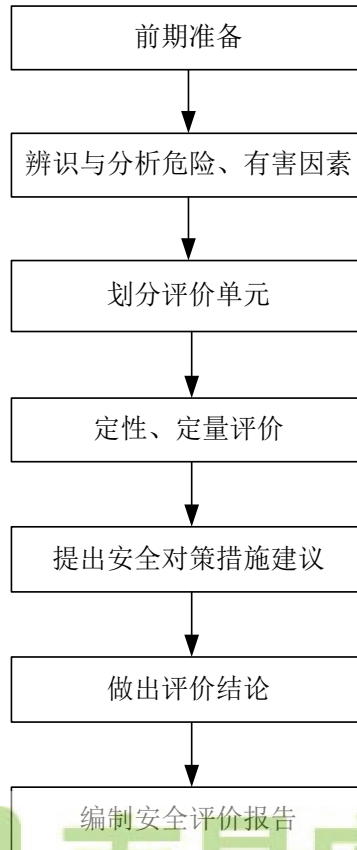 前期准备
辨识与分析危险、有害因素
划分评价单元
定性、定量评价
提出安全对策措施建议
做出评价结论
编制安全评价报告